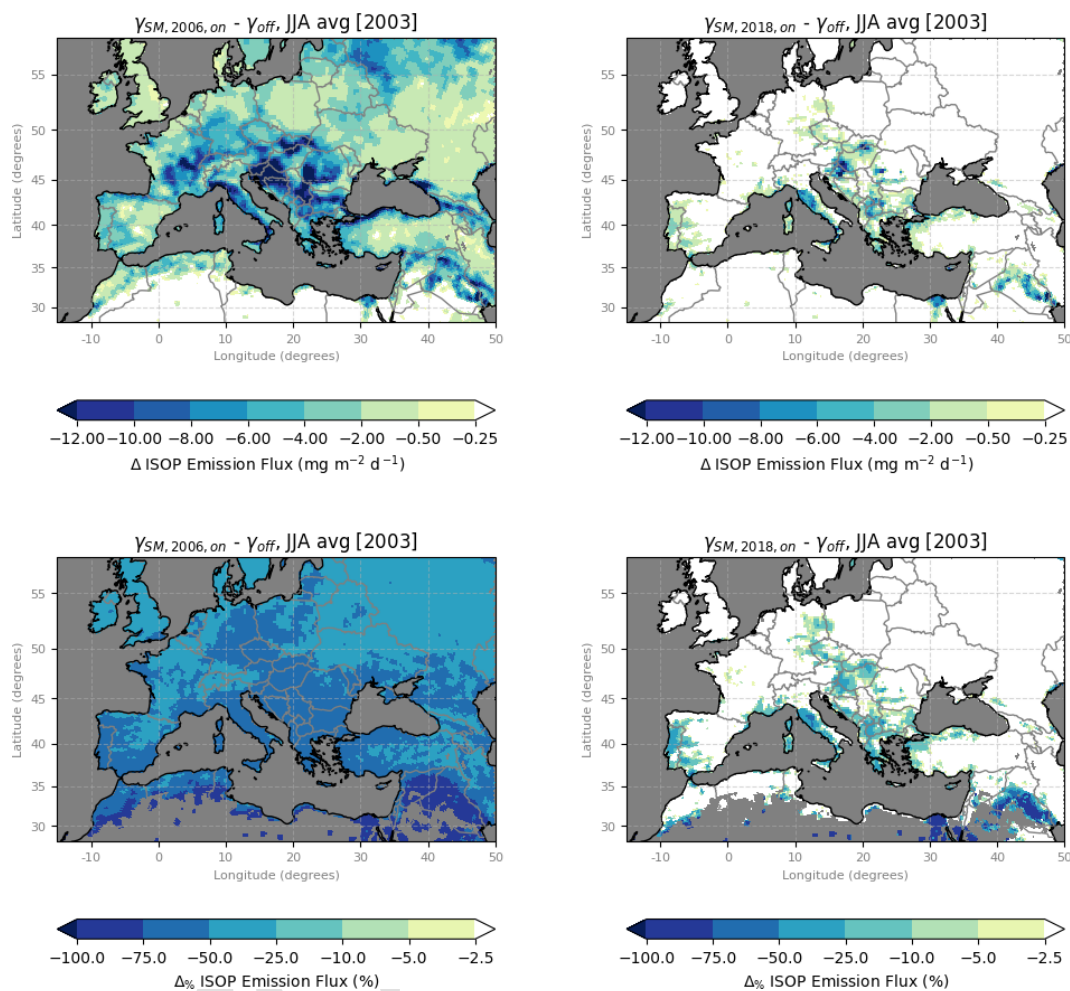 γSM, 2006, on - γoff, JJA avg [2003]
Latitude (degrees)
55
50
45
40
35
30
-10 0 10 20 30 40 50
Longitude (degrees)
−12.00 −10.00 −8.00 −6.00 −4.00 −2.00 −0.50 −0.25
Δ ISOP Emission Flux (mg m−2 d−1)
γSM, 2018, on - γoff, JJA avg [2003]
Latitude (degrees)
55
50
45
40
35
30
-10 0 10 20 30 40 50
Longitude (degrees)
−12.00 −10.00 −8.00 −6.00 −4.00 −2.00 −0.50 −0.25
Δ ISOP Emission Flux (mg m−2 d−1)
γSM, 2006, on - γoff, JJA avg [2003]
Latitude (degrees)
55
50
45
40
35
30
-10 0 10 20 30 40 50
Longitude (degrees)
−100.0 −75.0 −50.0 −25.0 −10.0 −5.0 −2.5
Δ% ISOP Emission Flux (%)
γSM, 2018, on - γoff, JJA avg [2003]
Latitude (degrees)
55
50
45
40
35
30
-10 0 10 20 30 40 50
Longitude (degrees)
−100.0 −75.0 −50.0 −25.0 −10.0 −5.0 −2.5
Δ% ISOP Emission Flux (%)